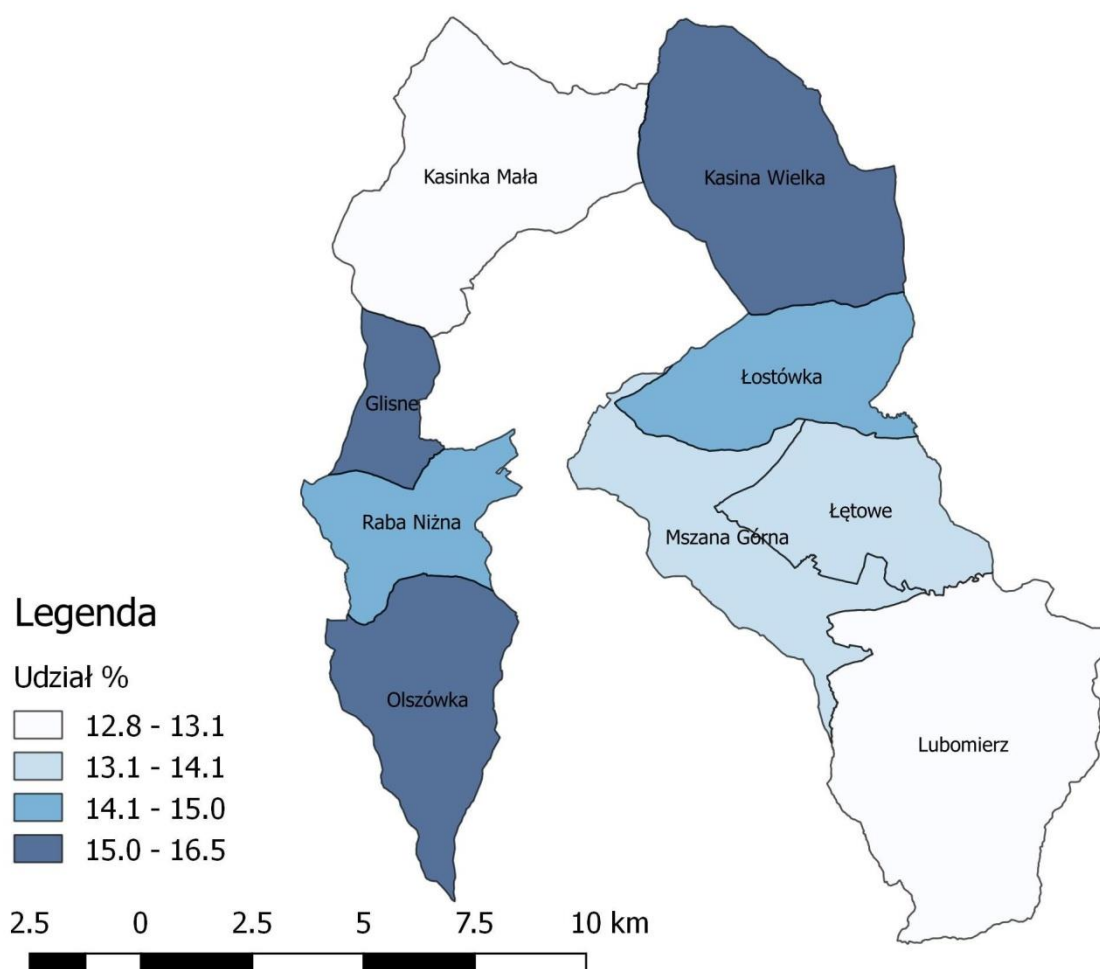 Kasinka Mała
Kasina Wielka
Łostówka
Glisne
Łętowe
Raba Niżna
Mszana Górna
Olszówka
Lubomierz
Legenda
Udział %
12.8 - 13.1
13.1 - 14.1
14.1 - 15.0
15.0 - 16.5
2.5 0 2.5 5 7.5 10 km